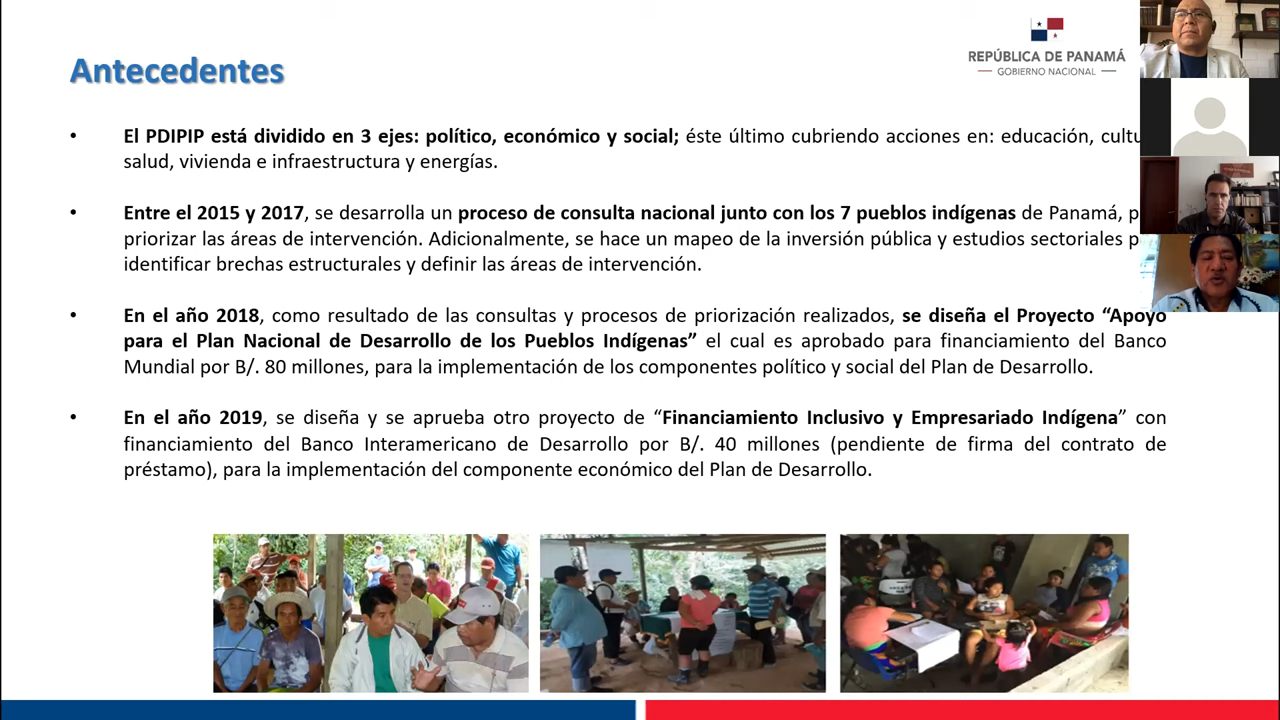 Antecedentes
REPÚBLICA DE PANAMÁ
GOBIERNO NACIONAL
• El PDIPIP está dividido en 3 ejes: político, económico y social; éste último cubriendo acciones en: educación,
salud, vivienda e infraestructura y energías.
• Entre el 2015 y 2017, se desarrolla un proceso de consulta nacional junto con los 7 pueblos indígenas de Panamá,
priorizar las áreas de intervención. Adicionalmente, se hace un mapeo de la inversión pública y estudios sectoriales
identificar brechas estructurales y definir las áreas de intervención.
• En el año 2018, como resultado de las consultas y procesos de priorización realizados, se diseña el Proyecto “Apoyo
para el Plan Nacional de Desarrollo de los Pueblos Indígenas” el cual es aprobado para financiamiento del Banco
Mundial por B/. 80 millones, para la implementación de los componentes político y social del Plan de Desarrollo.
• En el año 2019, se diseña y se aprueba otro proyecto de “Financiamiento Inclusivo y Empresariado Indígena” con
financiamiento del Banco Interamericano de Desarrollo por B/. 40 millones (pendiente de firma del contrato de
préstamo), para la implementación del componente económico del Plan de Desarrollo.